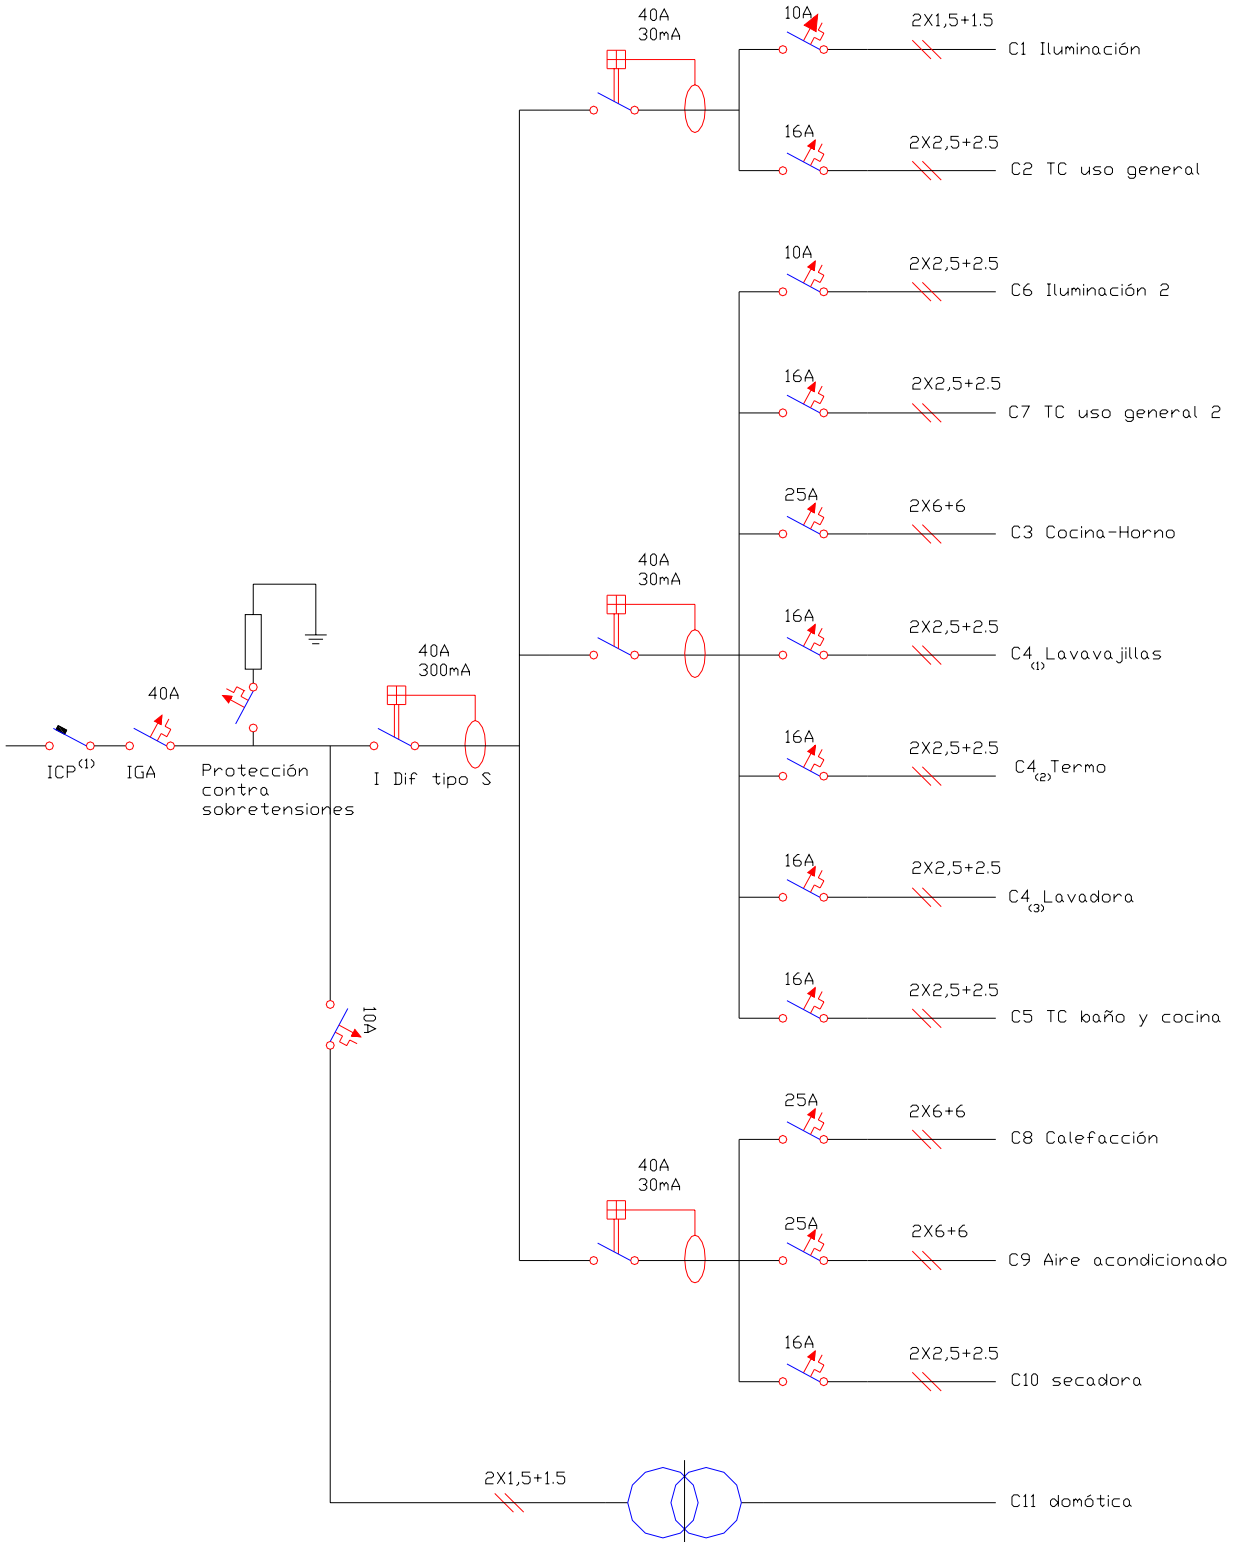 40A
30mA
10A
2X1,5+1.5
C1 Iluminación
16A
2X2,5+2.5
C2 TC uso general
10A
2X2,5+2.5
C6 Iluminación 2
16A
2X2,5+2.5
C7 TC uso general 2
25A
2X6+6
C3 Cocina-Horno
40A
30mA
16A
2X2,5+2.5
C4(1)Lavavajillas
40A
ICP(1)
IGA
Protección
contra
sobretensiones
40A
300mA
I Dif tipo S
16A
2X2,5+2.5
C4(2)Termo
16A
2X2,5+2.5
C4(3)Lavadora
16A
2X2,5+2.5
C5 TC baño y cocina
10A
25A
2X6+6
C8 Calefacción
40A
30mA
25A
2X6+6
C9 Aire acondicionado
16A
2X2,5+2.5
C10 secadora
2X1,5+1.5
C11 domótica